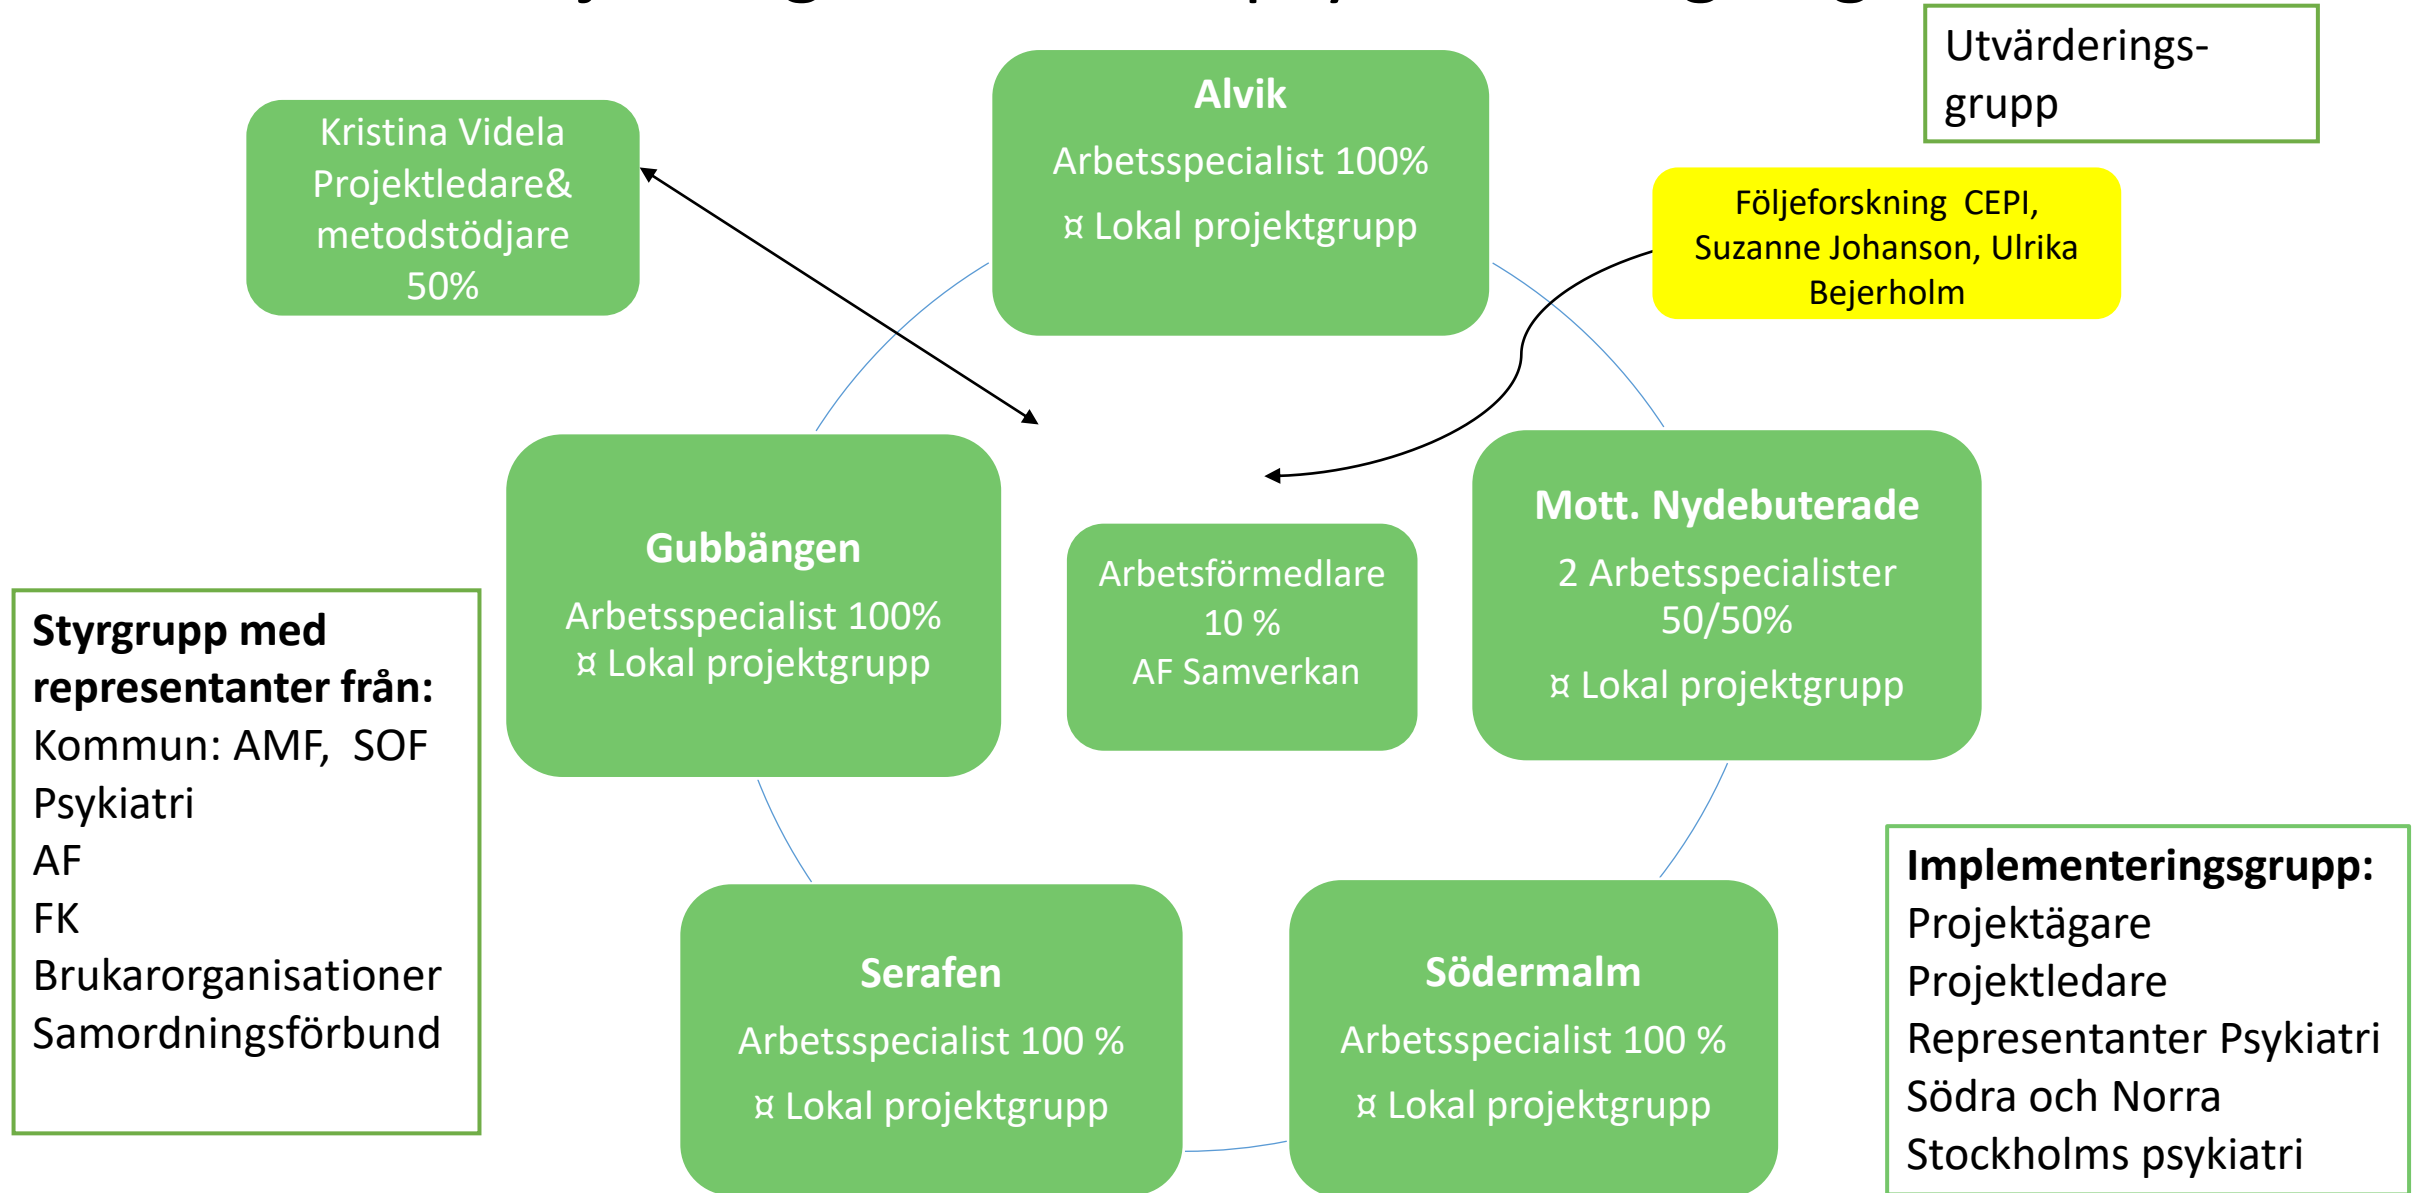 Utvärderings-
grupp
Alvik
Arbetsspecialist 100%
¤ Lokal projektgrupp
Kristina Videla
Projektledare&
metodstödjare
50%
Följeforskning CEPI,
Suzanne Johanson, Ulrika
Bejerholm
Gubbängen
Arbetsspecialist 100%
¤ Lokal projektgrupp
Arbetsförmedlare
10 %
AF Samverkan
Mott. Nydebuterade
2 Arbetsspecialister
50/50%
¤ Lokal projektgrupp
Styrgrupp med
representanter från:
Kommun: AMF, SOF
Psykiatri
AF
FK
Brukarorganisationer
Samordningsförbund
Serafen
Arbetsspecialist 100 %
¤ Lokal projektgrupp
Södermalm
Arbetsspecialist 100 %
¤ Lokal projektgrupp
Implementeringsgrupp:
Projektägare
Projektledare
Representanter Psykiatri
Södra och Norra
Stockholms psykiatri